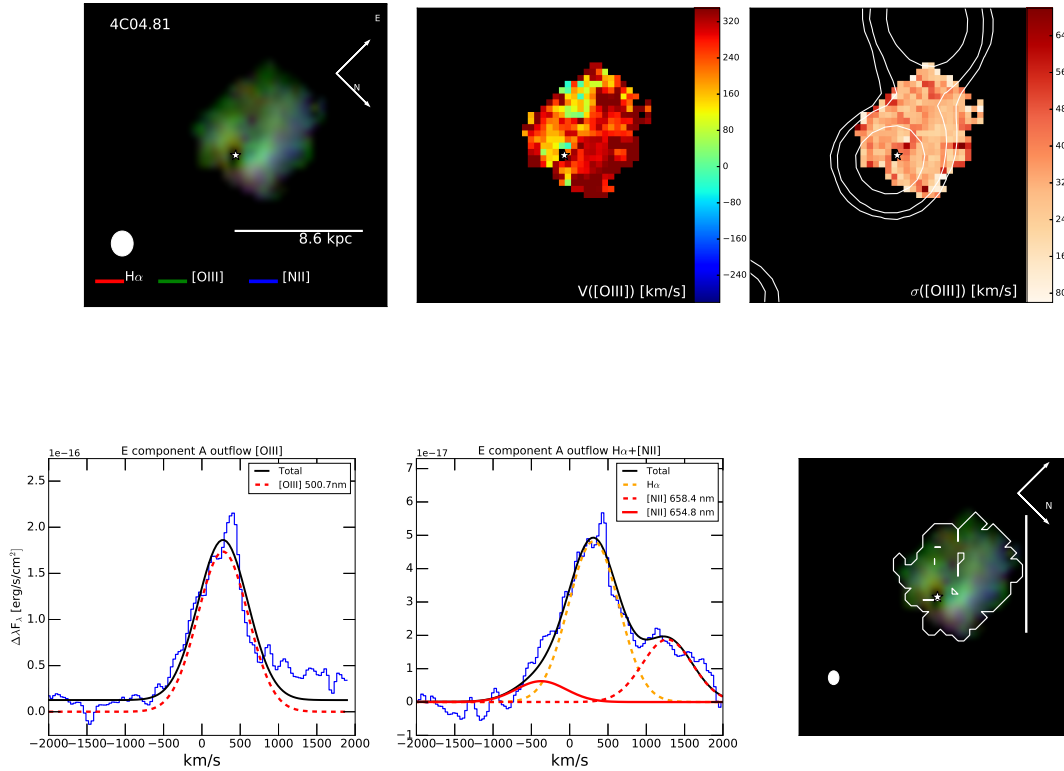 4C04.81
E
N
8.6 kpc
Hα
[OIII]
[NII]
320
240
160
80
0
−80
−160
−240
V([OIII]) [km/s]
80
σ([OIII]) [km/s]
E component A outflow [OIII]
1e−16
Total
[OIII] 500.7nm
2.5
2.0
1.5
1.0
0.5
0.0
ΔλFλ [erg/s/cm²]
−2000 −1500 −1000 −500 0 500 1000 1500 2000
km/s
E component A outflow Hα+[NII]
1e−17
Total
Hα
[NII] 658.4 nm
[NII] 654.8 nm
7
6
5
4
3
2
1
0
−1
−2000 −1500 −1000 −500 0 500 1000 1500 2000
km/s
N